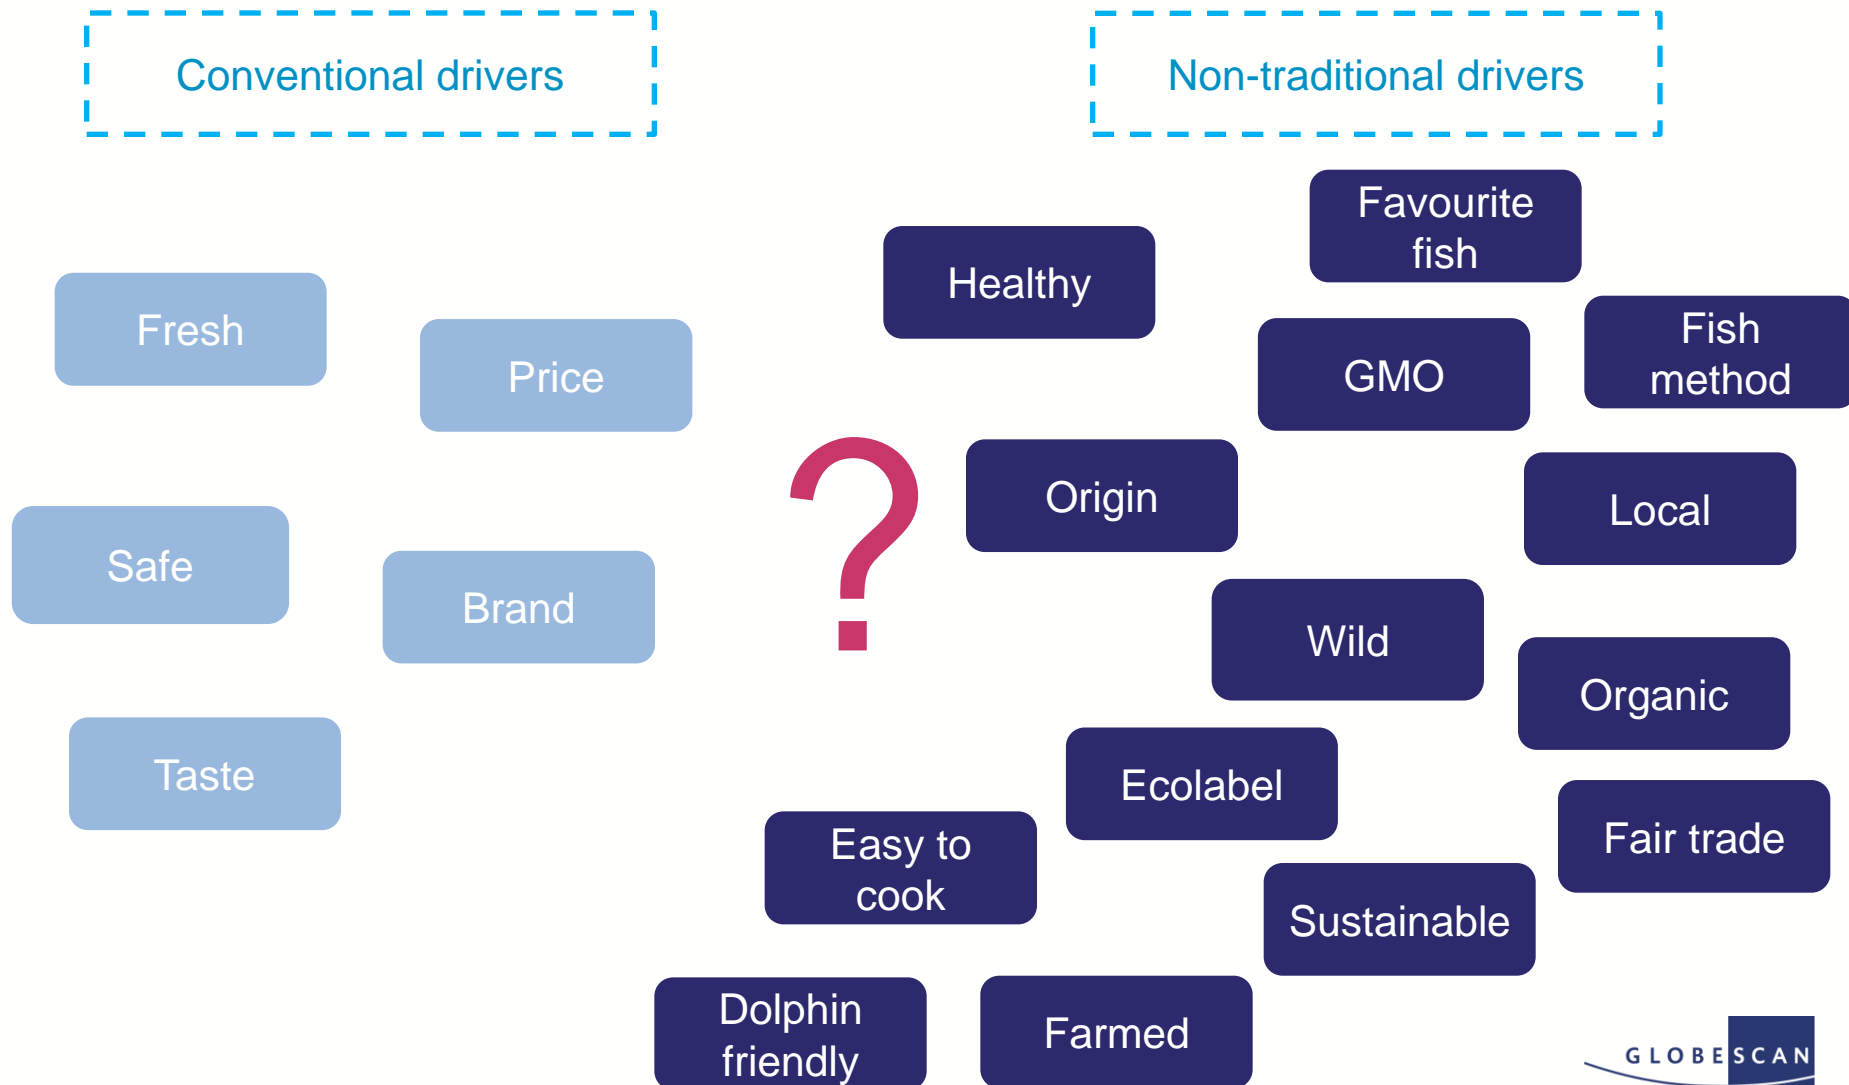 Conventional drivers
Non-traditional drivers
Fresh
Price
Safe
Brand
Taste
?
Healthy
Favourite
fish
GMO
Fish
method
Origin
Local
Wild
Organic
Ecolabel
Easy to
cook
Fair trade
Sustainable
Dolphin
friendly
Farmed
GLOBESCAN